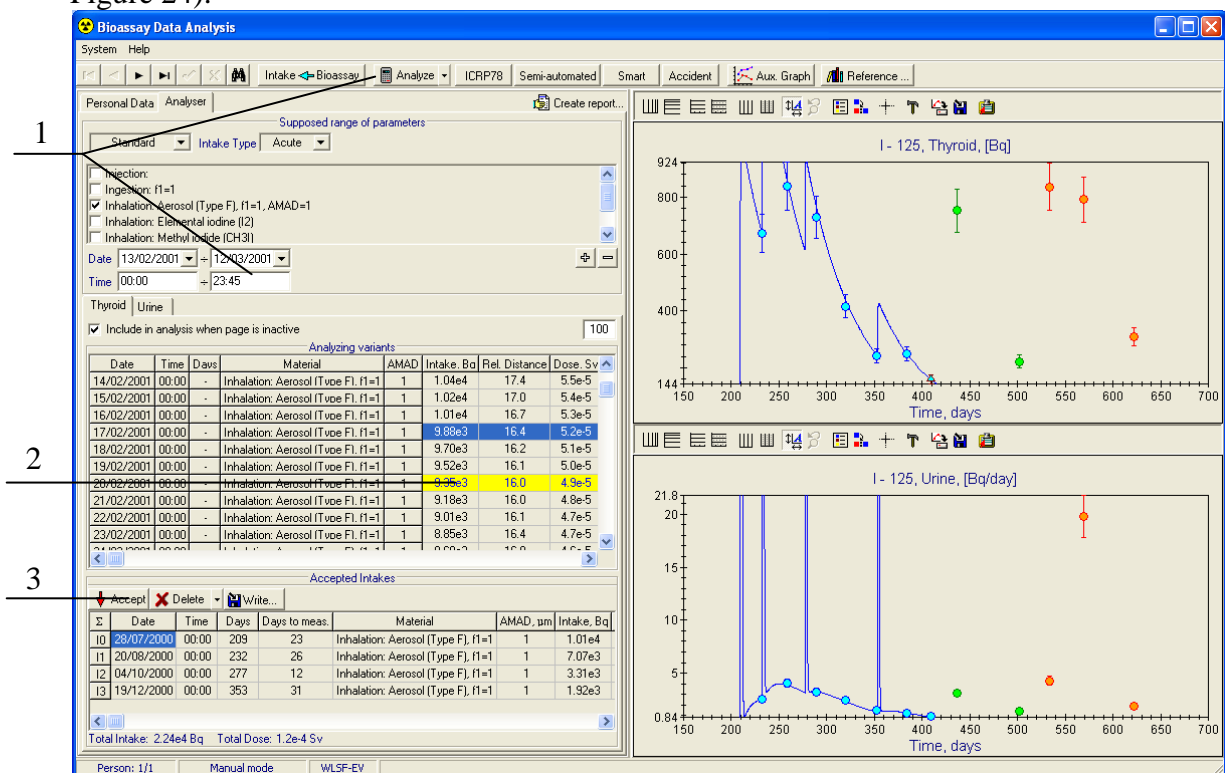 Figure 24).
Bioassay Data Analysis
System Help
Intake Bioassay Analyze ICRP78 Semi-automated Smart Accident Aux. Graph Reference ...
Personal Data Analyser Create report...
1
Supposed range of parameters
Standard Intake Type Acute
Injection:
Ingestion: f1=1
Inhalation: Aerosol (Type F), f1=1, AMAD=1
Inhalation: Elemental iodine (I2)
Inhalation: Methyl iodide (CH3I)
Date 13/02/2001 ÷ 12/03/2001
Time 00:00 ÷ 23:45
Thyroid Urine
Include in analysis when page is inactive 100
Analyzing variants
Date Time Days Material AMAD Intake, Bq Rel. Distance Dose, Sv
14/02/2001 00:00 - Inhalation: Aerosol (Type F), f1=1 1 1.04e4 17.4 5.5e-5
15/02/2001 00:00 - Inhalation: Aerosol (Type F), f1=1 1 1.02e4 17.0 5.4e-5
16/02/2001 00:00 - Inhalation: Aerosol (Type F), f1=1 1 1.01e4 16.7 5.3e-5
17/02/2001 00:00 - Inhalation: Aerosol (Type F), f1=1 1 9.88e3 16.4 5.2e-5
18/02/2001 00:00 - Inhalation: Aerosol (Type F), f1=1 1 9.70e3 16.2 5.1e-5
19/02/2001 00:00 - Inhalation: Aerosol (Type F), f1=1 1 9.52e3 16.1 5.0e-5
2
20/02/2001 00:00 - Inhalation: Aerosol (Type F), f1=1 1 9.35e3 16.0 4.9e-5
21/02/2001 00:00 - Inhalation: Aerosol (Type F), f1=1 1 9.18e3 16.0 4.8e-5
22/02/2001 00:00 - Inhalation: Aerosol (Type F), f1=1 1 9.01e3 16.1 4.7e-5
23/02/2001 00:00 - Inhalation: Aerosol (Type F), f1=1 1 8.85e3 16.4 4.7e-5
3
Accepted Intakes
Accept Delete Write...
Σ Date Time Days Days to meas. Material AMAD, µm Intake, Bq
I0 28/07/2000 00:00 209 23 Inhalation: Aerosol (Type F), f1=1 1 1.01e4
I1 20/08/2000 00:00 232 26 Inhalation: Aerosol (Type F), f1=1 1 7.07e3
I2 04/10/2000 00:00 277 12 Inhalation: Aerosol (Type F), f1=1 1 3.31e3
I3 19/12/2000 00:00 353 31 Inhalation: Aerosol (Type F), f1=1 1 1.92e3
Total Intake: 2.24e4 Bq Total Dose: 1.2e-4 Sv
Person: 1/1 Manual mode WLSF-EV
I - 125, Thyroid, [Bq]
924
800
600
400
144
150 200 250 300 350 400 450 500 550 600 650 700
Time, days
I - 125, Urine, [Bq/day]
21.8
20
15
10
5
0.84
150 200 250 300 350 400 450 500 550 600 650 700
Time, days